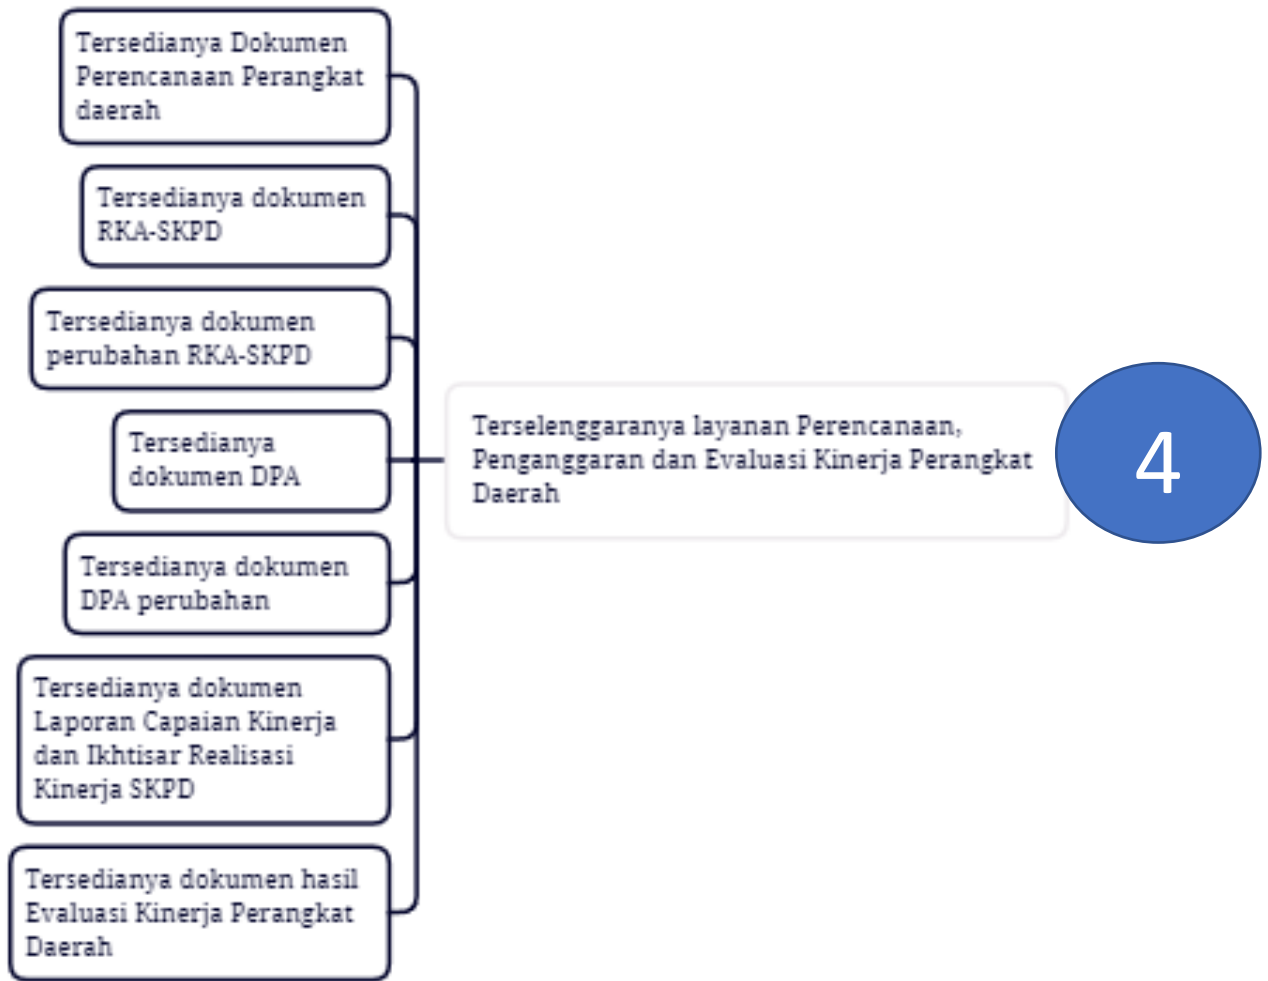 Tersedianya Dokumen
Perencanaan Perangkat
daerah
Tersedianya dokumen
RKA-SKPD
Tersedianya dokumen
perubahan RKA-SKPD
Tersedianya
dokumen DPA
Tersedianya dokumen
DPA perubahan
Tersedianya dokumen
Laporan Capaian Kinerja
dan Ikhtisar Realisasi
Kinerja SKPD
Tersedianya dokumen hasil
Evaluasi Kinerja Perangkat
Daerah
Terselenggaranya layanan Perencanaan,
Penganggaran dan Evaluasi Kinerja Perangkat
Daerah
4